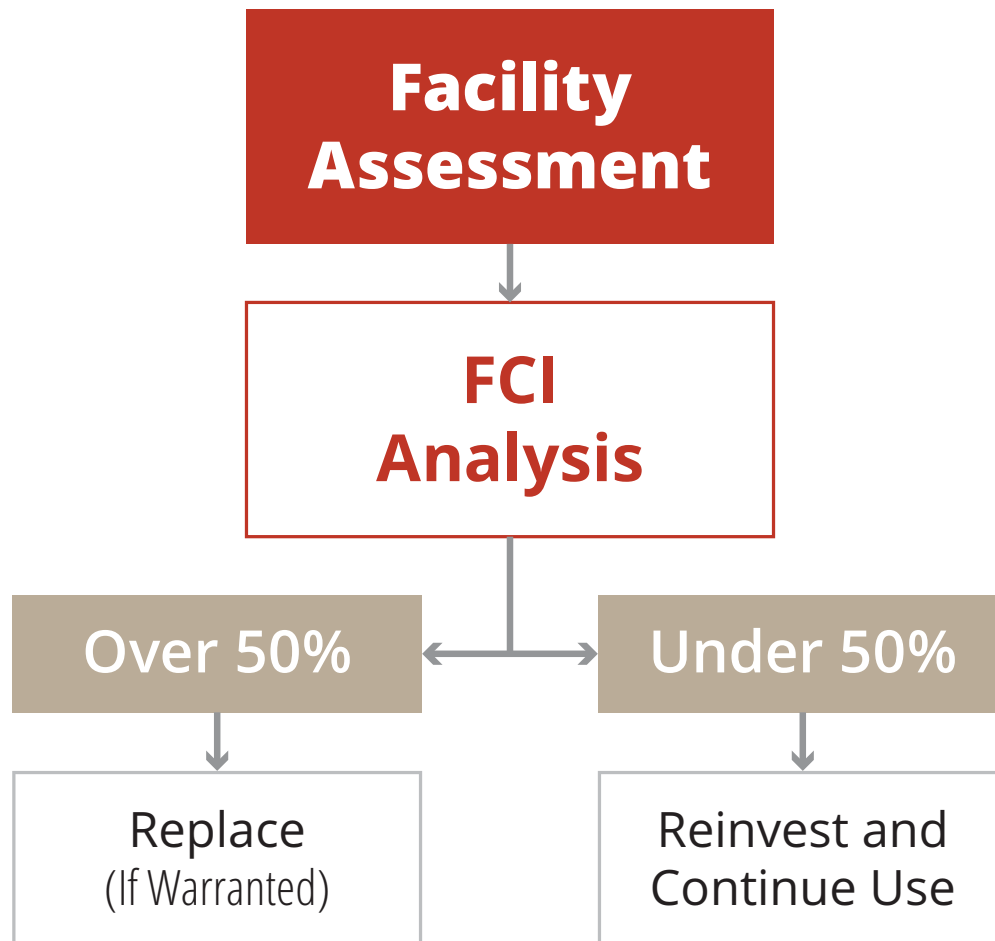 Facility
Assessment
FCI
Analysis
Over 50%
Under 50%
Replace
(If Warranted)
Reinvest and
Continue Use